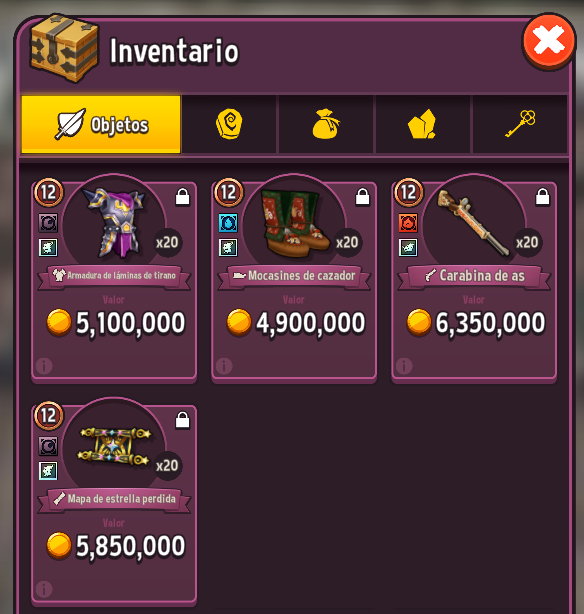 Inventario
Objetos
12
x20
Armadura de láminas de tirano
Valor
5,100,000
12
x20
Mocasines de cazador
Valor
4,900,000
12
x20
Carabina de as
Valor
6,350,000
12
x20
Mapa de estrella perdida
Valor
5,850,000